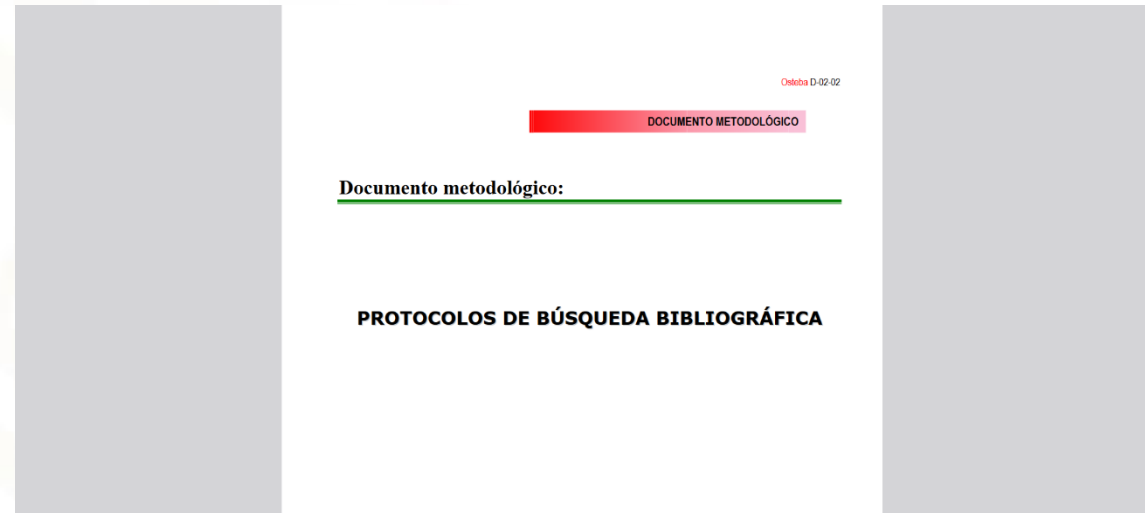 Osteba D-02-02
DOCUMENTO METODOLÓGICO
Documento metodológico:
PROTOCOLOS DE BÚSQUEDA BIBLIOGRÁFICA